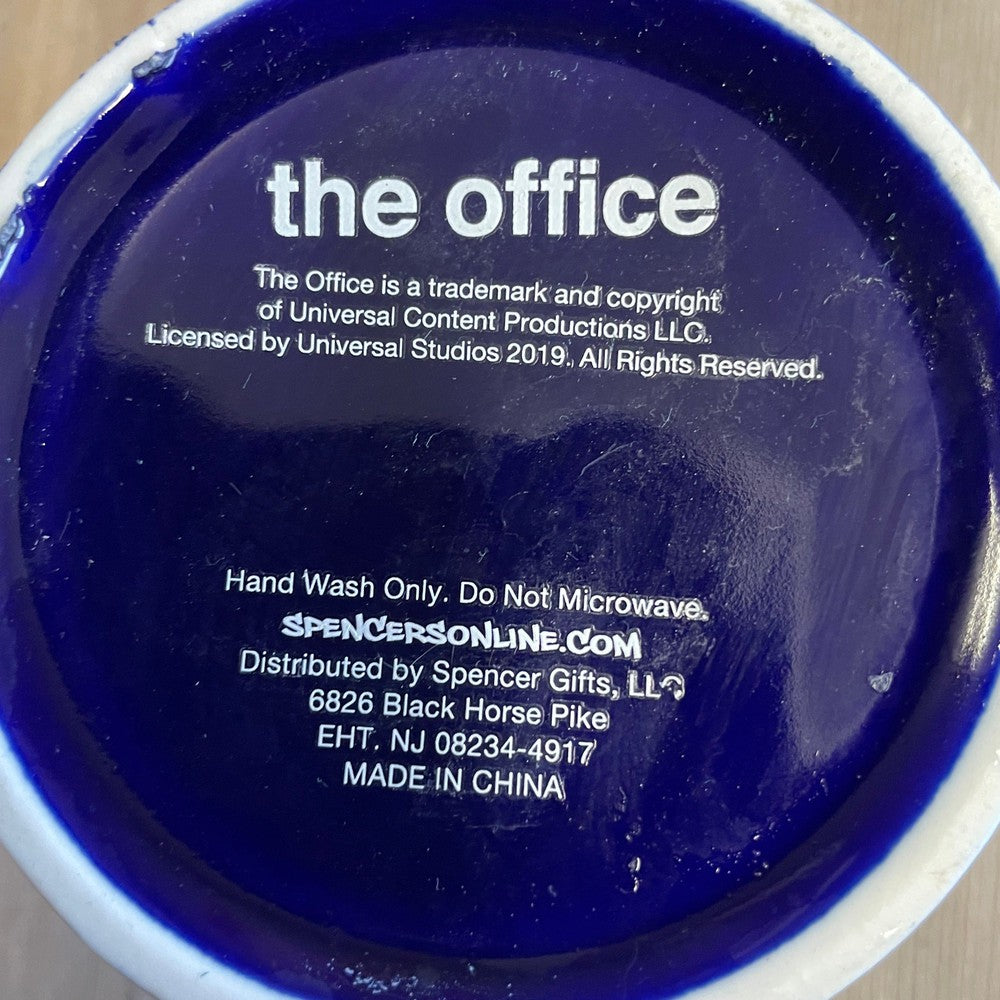 the office
The Office is a trademark and copyright
of Universal Content Productions LLC.
Licensed by Universal Studios 2019. All Rights Reserved.
Hand Wash Only. Do Not Microwave.
SPENCERSONLINE.COM
Distributed by Spencer Gifts, LLC
6826 Black Horse Pike
EHT. NJ 08234-4917
MADE IN CHINA